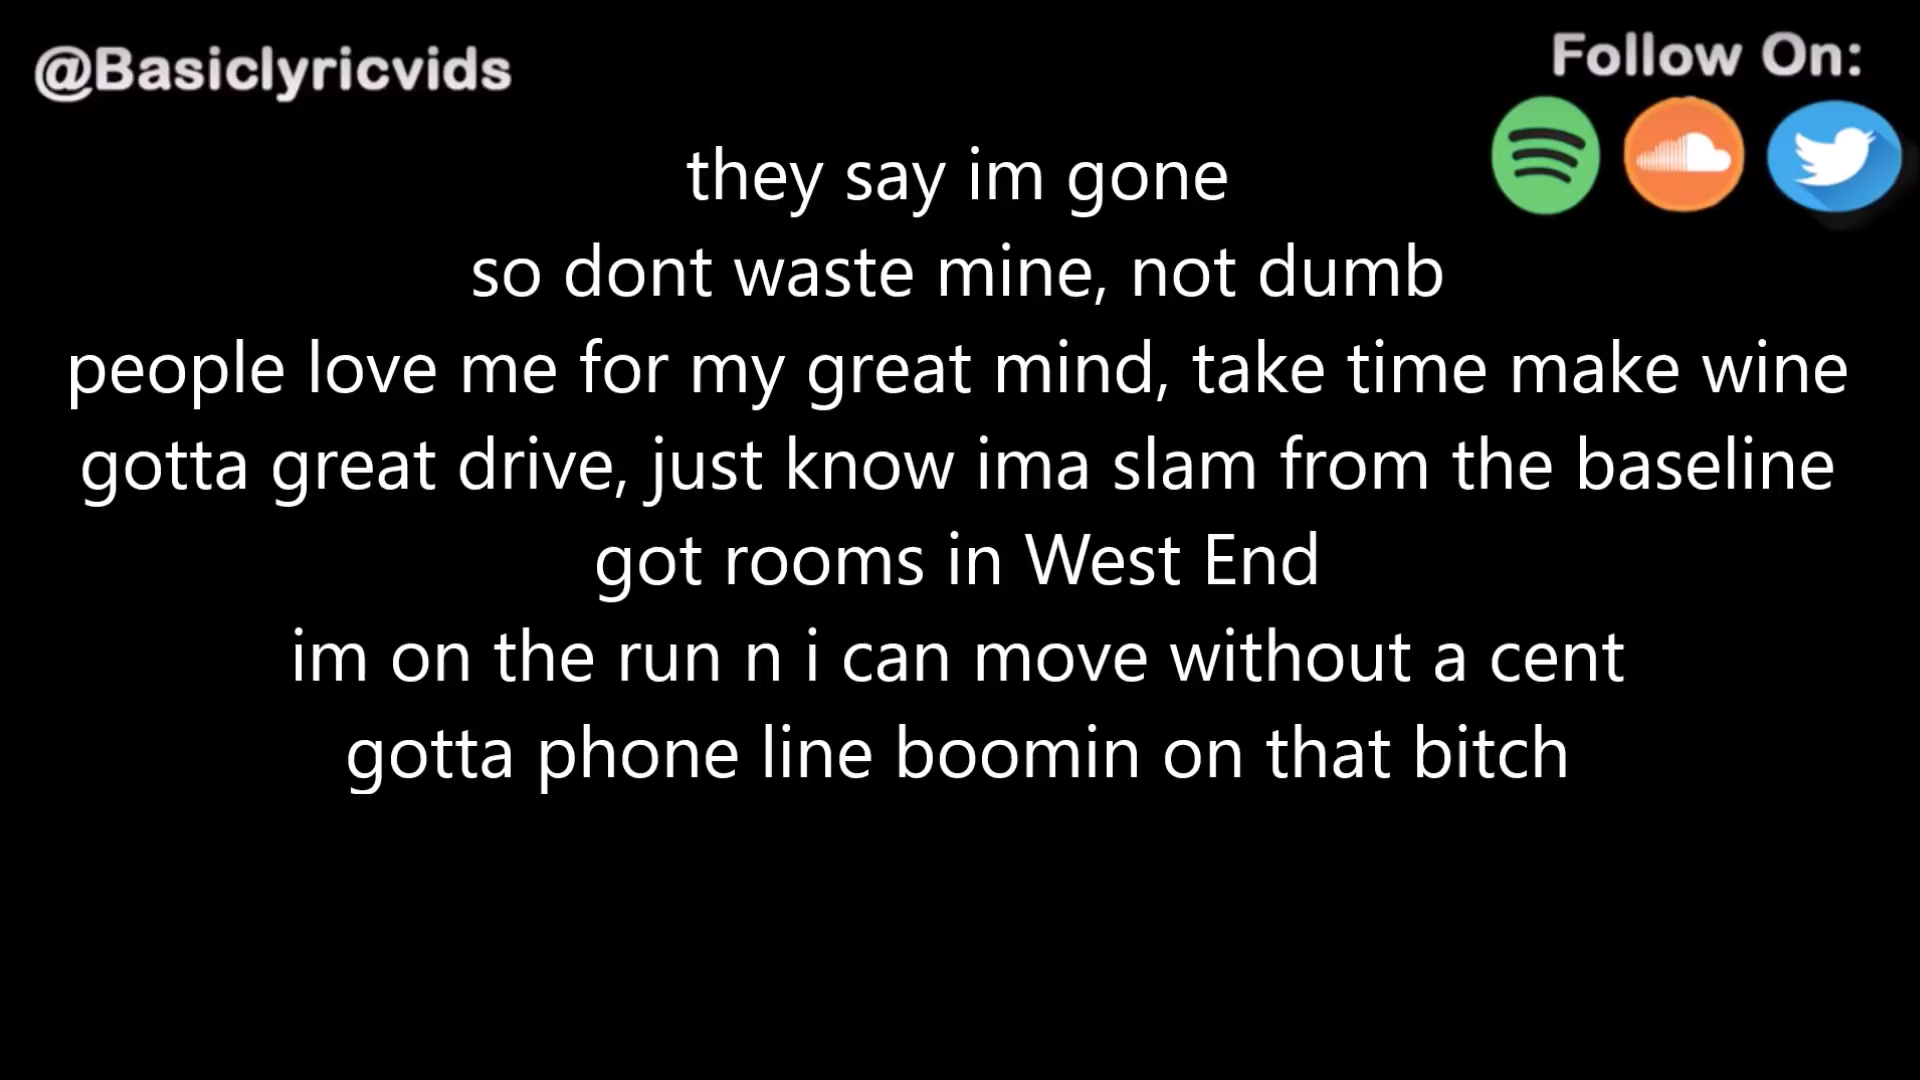 @Basiclyricvids
Follow On:
they say im gone
so dont waste mine, not dumb
people love me for my great mind, take time make wine
gotta great drive, just know ima slam from the baseline
got rooms in West End
im on the run n i can move without a cent
gotta phone line boomin on that bitch